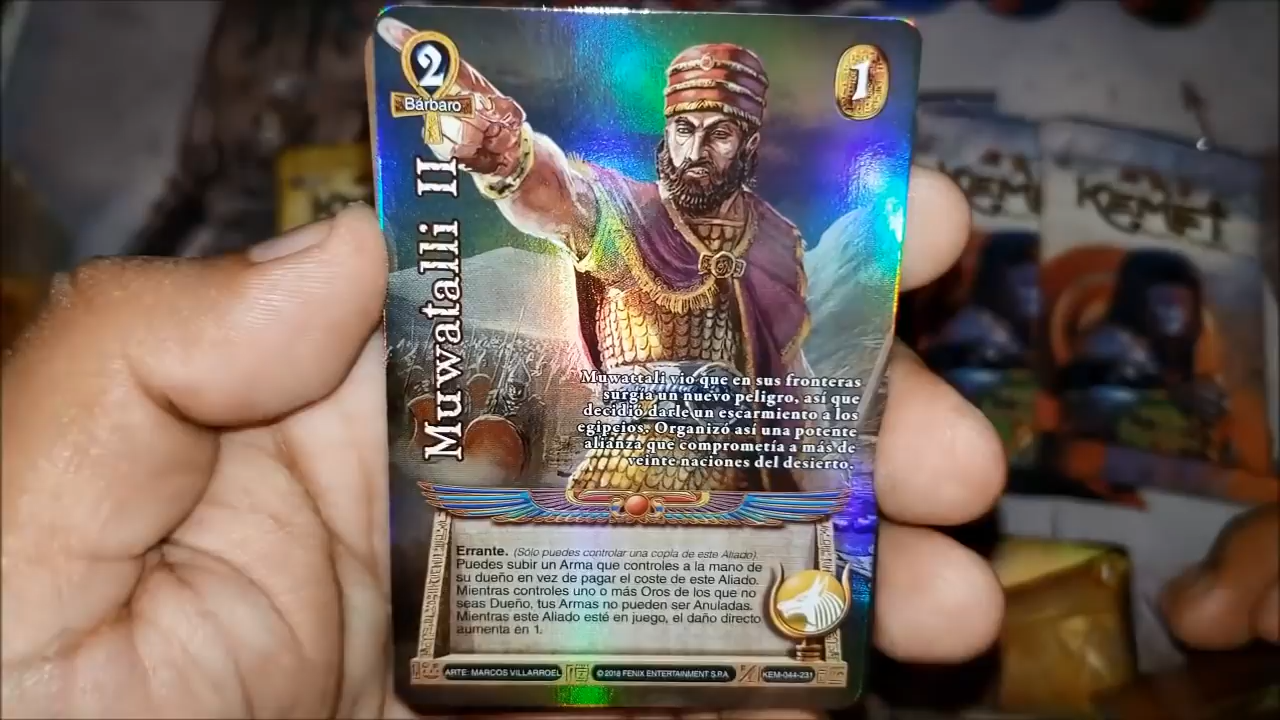 2
Bárbaro
1
Muwatalli II
Muwattali vio que en sus fronteras
surgía un nuevo peligro, así que
decidió darle un escarmiento a los
egipcios. Organizó así una potente
alianza que comprometía a más de
veinte naciones del desierto.
Errante. (Sólo puedes controlar una copia de este Aliado).
Puedes subir un Arma que controles a la mano de
su dueño en vez de pagar el coste de este Aliado.
Mientras controles uno o más Oros de los que no
seas Dueño, tus Armas no pueden ser Anuladas.
Mientras este Aliado esté en juego, el daño directo
aumenta en 1.
ARTE: MARCOS VILLARROEL
© 2018 FENIX ENTERTAINMENT S.P.A.
KEM-044-231
KEMET